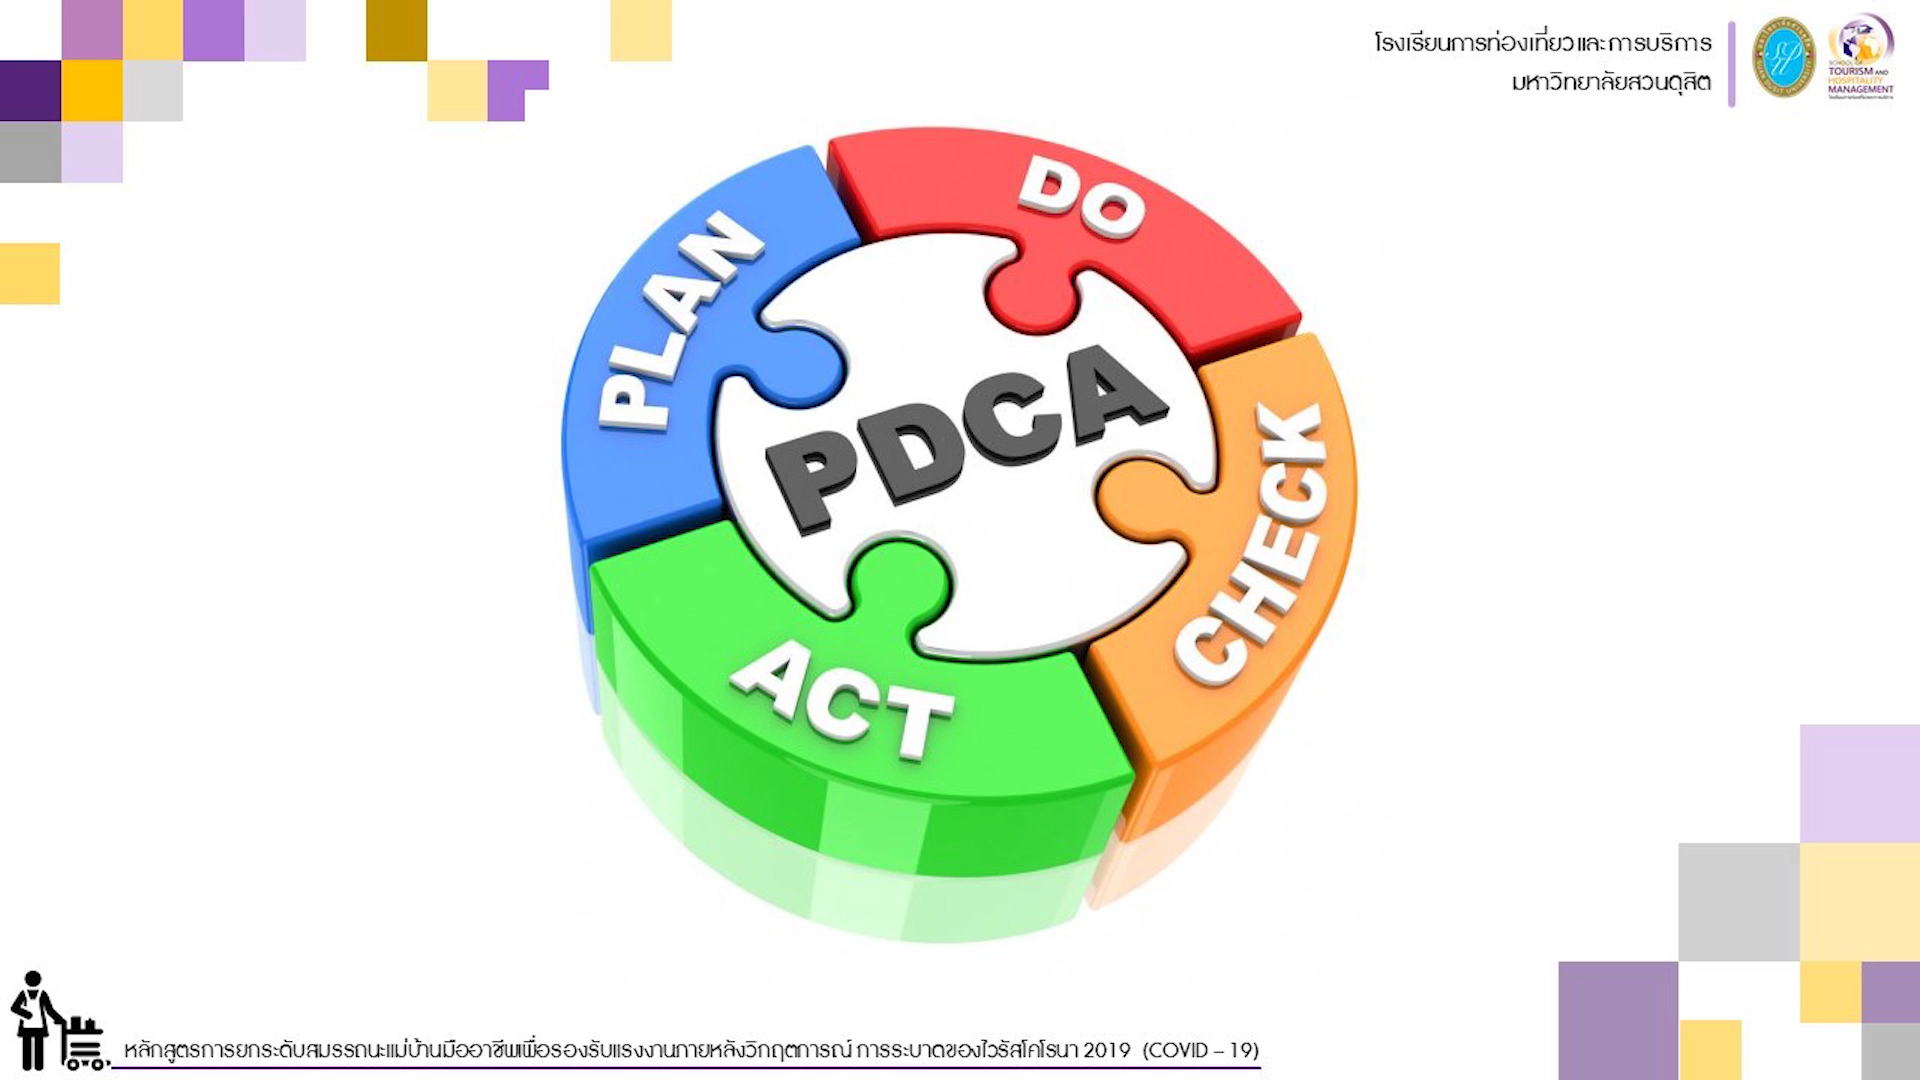 โรงเรียนการท่องเที่ยวและการบริการ
มหาวิทยาลัยสวนดุสิต
SCHOOL OF
TOURISM AND
HOSPITALITY
MANAGEMENT
PLAN
DO
CHECK
ACT
PDCA
หลักสูตรการยกระดับสมรรถนะแม่บ้านมืออาชีพเพื่อรองรับแรงงานภายหลังวิกฤตการณ์ การระบาดของไวรัสโคโรนา 2019 (COVID – 19)